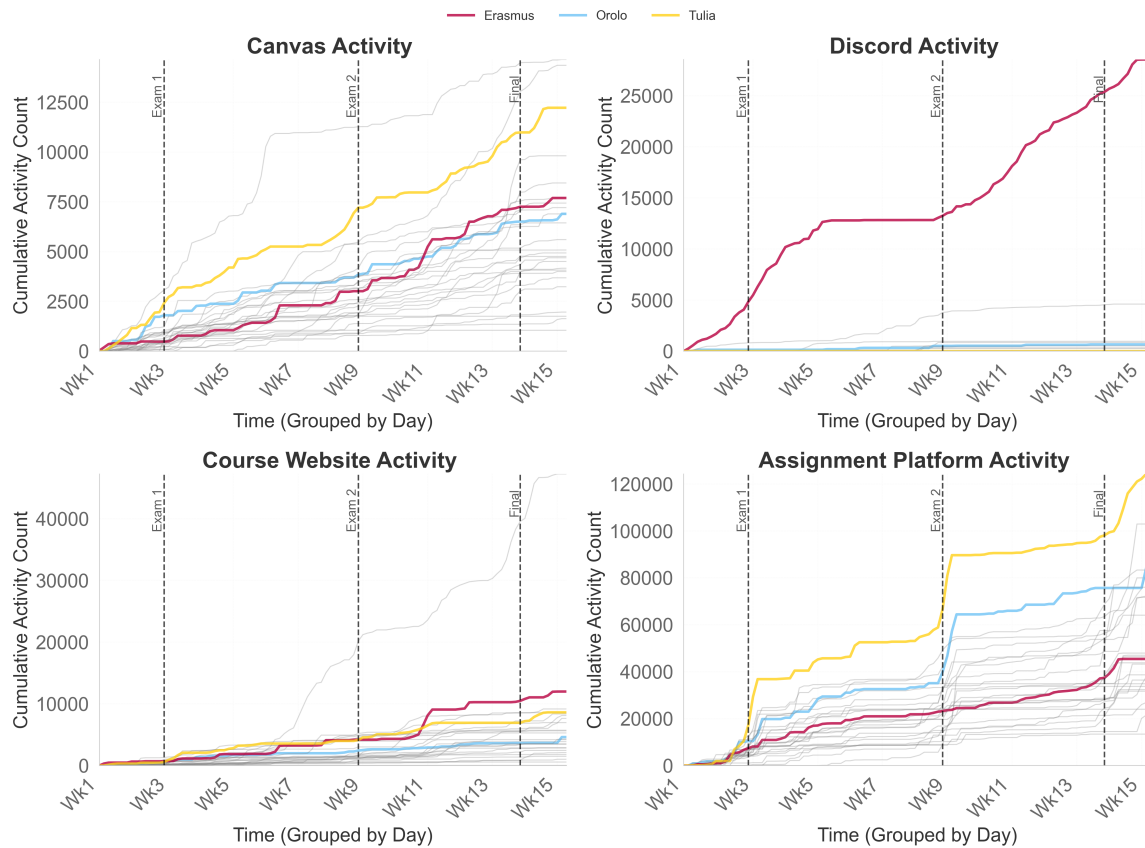 Erasmus Orolo Tulia
Canvas Activity
Cumulative Activity Count
12500
10000
7500
5000
2500
0
Exam 1
Exam 2
Final
Wk1 Wk3 Wk5 Wk7 Wk9 Wk11 Wk13 Wk15
Time (Grouped by Day)
Discord Activity
Cumulative Activity Count
25000
20000
15000
10000
5000
0
Exam 1
Exam 2
Final
Wk1 Wk3 Wk5 Wk7 Wk9 Wk11 Wk13 Wk15
Time (Grouped by Day)
Course Website Activity
Cumulative Activity Count
40000
30000
20000
10000
0
Exam 1
Exam 2
Final
Wk1 Wk3 Wk5 Wk7 Wk9 Wk11 Wk13 Wk15
Time (Grouped by Day)
Assignment Platform Activity
Cumulative Activity Count
120000
100000
80000
60000
40000
20000
0
Exam 1
Exam 2
Final
Wk1 Wk3 Wk5 Wk7 Wk9 Wk11 Wk13 Wk15
Time (Grouped by Day)